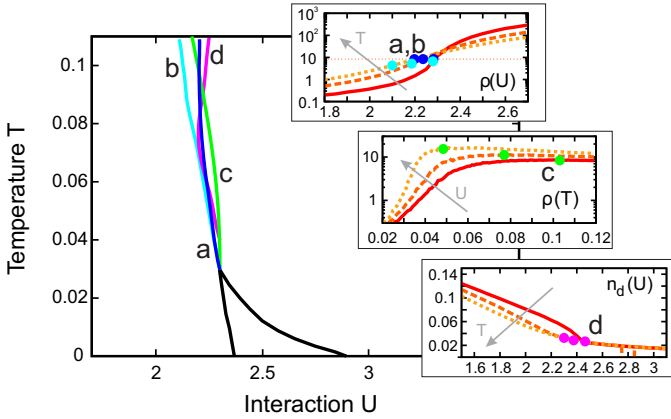 Temperature T
0.1
0.08
0.06
0.04
0.02
0
2
2.5
3
Interaction U
b
d
c
a
10³
10²
10
1
0.1
T
a,b
ρ(U)
1.8 2.0 2.2 2.4 2.6
10
1
U
c
ρ(T)
0.02 0.04 0.06 0.08 0.10 0.12
0.14
0.10
0.06
0.02
n_d(U)
T
d
1.6 1.8 2 2.2 2.4 2.6 2.8 3